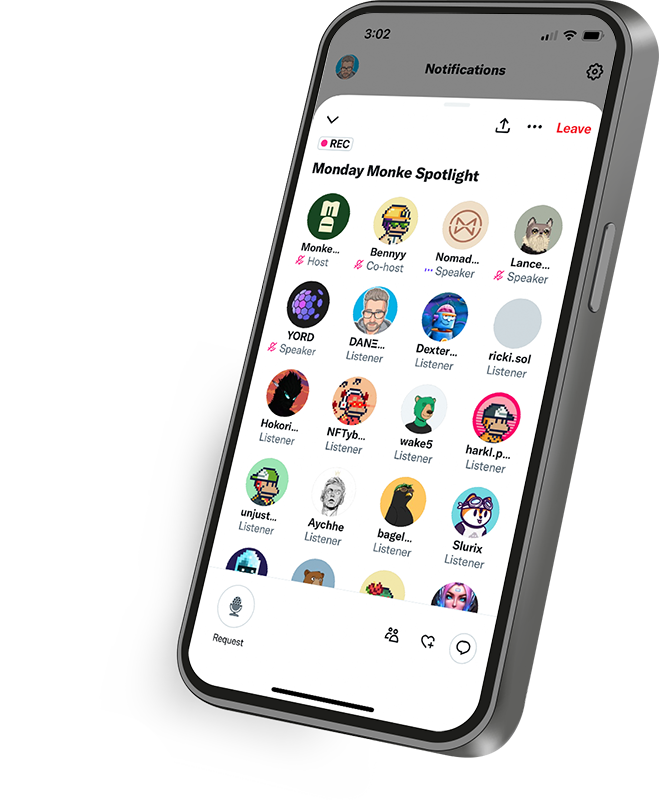 3:02
Notifications
Leave
REC
Monday Monke Spotlight
Monke... Bennyy Nomad... Lance...
Host Co-host Speaker Speaker
YORD DANΞ... Dexter... ricki.sol
Speaker Listener Listener Listener
Hokori... NFTyb... wake5 harkl.p...
Listener Listener Listener Listener
unjust... Aychhe bagel... Slurix
Listener Listener Listener Listener
Request